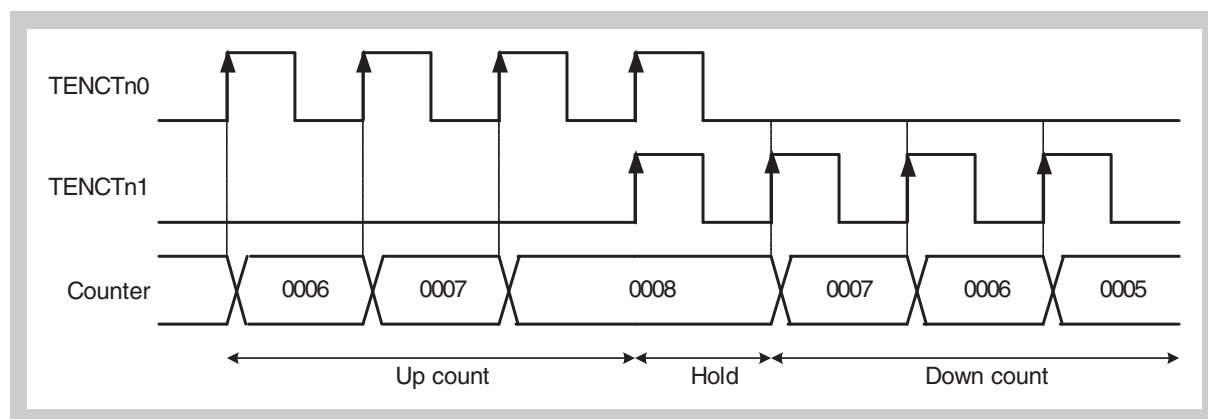 TENCTn0
TENCTn1
Counter
0006
0007
0008
0007
0006
0005
Up count
Hold
Down count